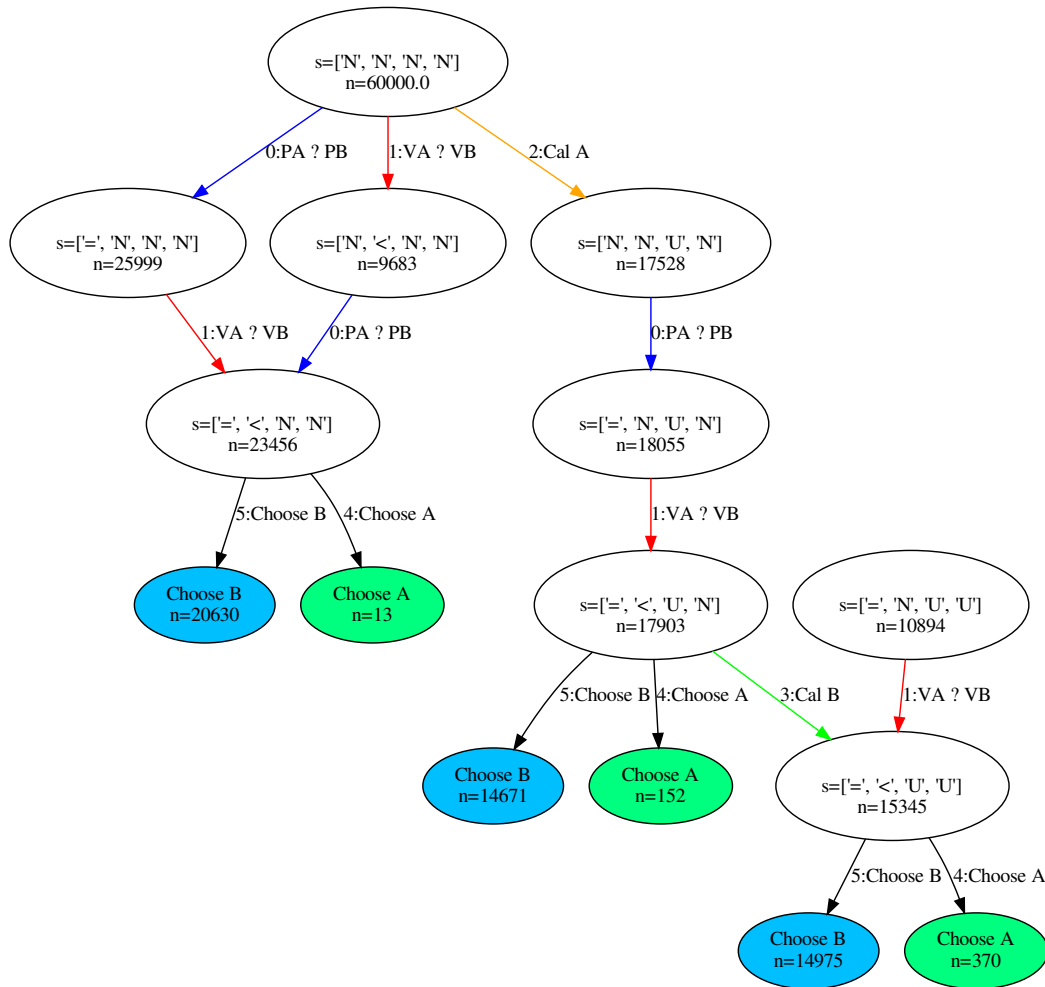 s=['N', 'N', 'N', 'N']
n=60000.0
0:PA ? PB
1:VA ? VB
2:Cal A
s=['=', 'N', 'N', 'N']
n=25999
s=['N', '<', 'N', 'N']
n=9683
s=['N', 'N', 'U', 'N']
n=17528
1:VA ? VB
0:PA ? PB
0:PA ? PB
s=['=', '<', 'N', 'N']
n=23456
s=['=', 'N', 'U', 'N']
n=18055
5:Choose B
4:Choose A
1:VA ? VB
Choose B
n=20630
Choose A
n=13
s=['=', '<', 'U', 'N']
n=17903
s=['=', 'N', 'U', 'U']
n=10894
5:Choose B
4:Choose A
3:Cal B
1:VA ? VB
Choose B
n=14671
Choose A
n=152
s=['=', '<', 'U', 'U']
n=15345
5:Choose B
4:Choose A
Choose B
n=14975
Choose A
n=370